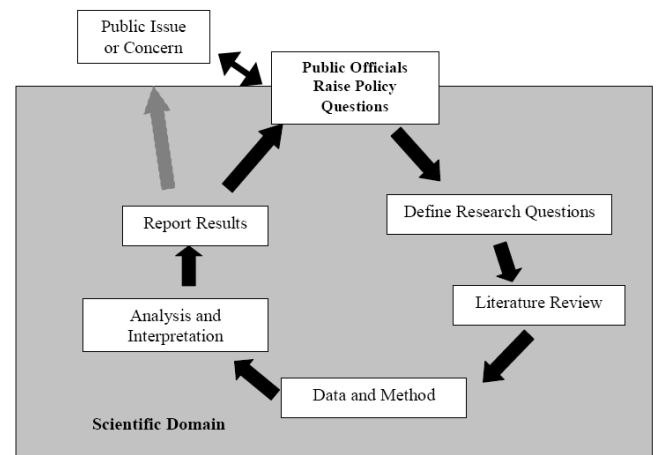 Public Issue
or Concern
Public Officials
Raise Policy
Questions
Define Research Questions
Literature Review
Data and Method
Analysis and
Interpretation
Report Results
Scientific Domain